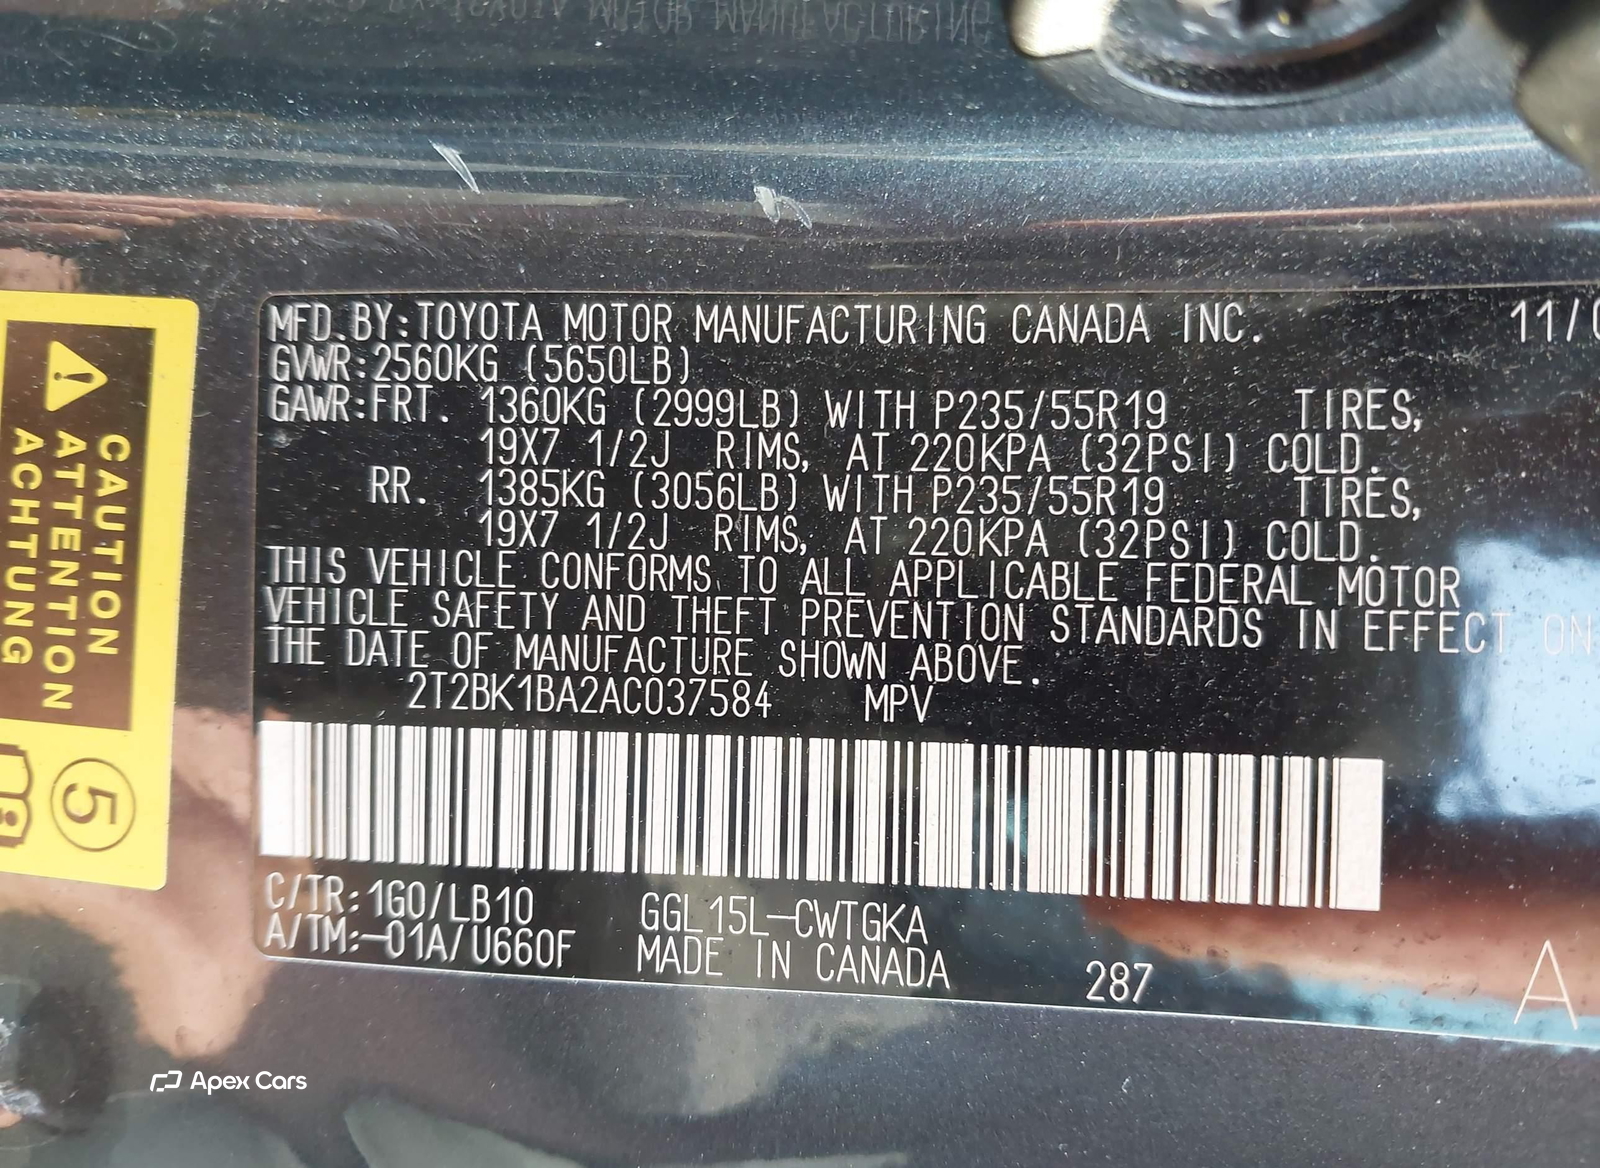 MFD.BY:TOYOTA MOTOR MANUFACTURING CANADA INC. 11/0
GVWR:2560KG (5650LB)
GAWR:FRT. 1360KG (2999LB) WITH P235/55R19 TIRES,
19X7 1/2J RIMS, AT 220KPA (32PSI) COLD.
RR. 1385KG (3056LB) WITH P235/55R19 TIRES,
19X7 1/2J RIMS, AT 220KPA (32PSI) COLD.
THIS VEHICLE CONFORMS TO ALL APPLICABLE FEDERAL MOTOR
VEHICLE SAFETY AND THEFT PREVENTION STANDARDS IN EFFECT ON
THE DATE OF MANUFACTURE SHOWN ABOVE.
2T2BK1BA2AC037584 MPV
C/TR:1G0/LB10 GGL15L-CWTGKA
A/TM:-01A/U660F MADE IN CANADA 287 A
CAUTION
ATTENTION
ACHTUNG
5
Apex Cars